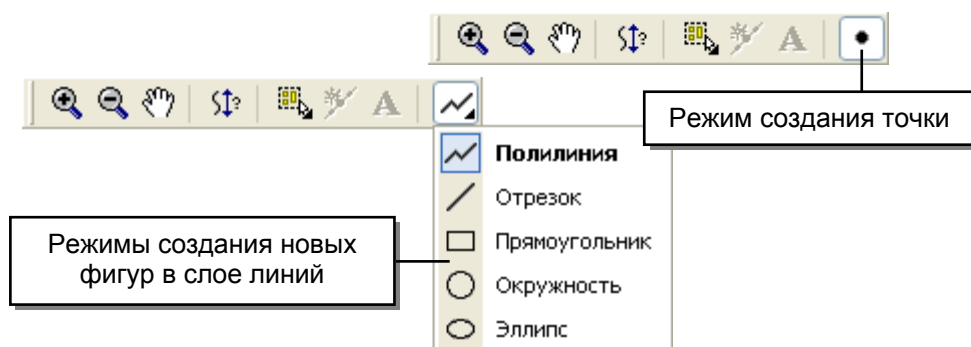 Режим создания точки
Полилиния
Отрезок
Прямоугольник
Окружность
Эллипс
Режимы создания новых
фигур в слое линий